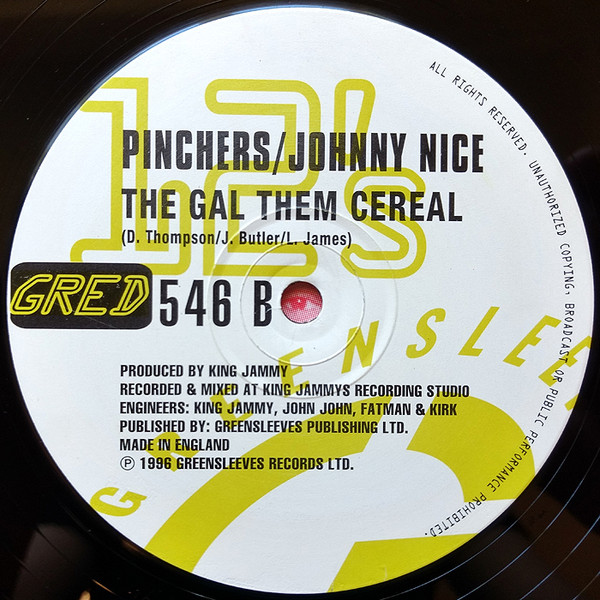 12's
PINCHERS/JOHNNY NICE
THE GAL THEM CEREAL
(D. Thompson/J. Butler/L. James)
GRED 546 B
PRODUCED BY KING JAMMY
RECORDED & MIXED AT KING JAMMYS RECORDING STUDIO
ENGINEERS: KING JAMMY, JOHN JOHN, FATMAN & KIRK
PUBLISHED BY: GREENSLEEVES PUBLISHING LTD.
MADE IN ENGLAND
℗ 1996 GREENSLEEVES RECORDS LTD.
GREENSLEE
ALL RIGHTS RESERVED. UNAUTHORIZED COPYING, BROADCAST OR PUBLIC PERFORMANCE PROHIBITED.